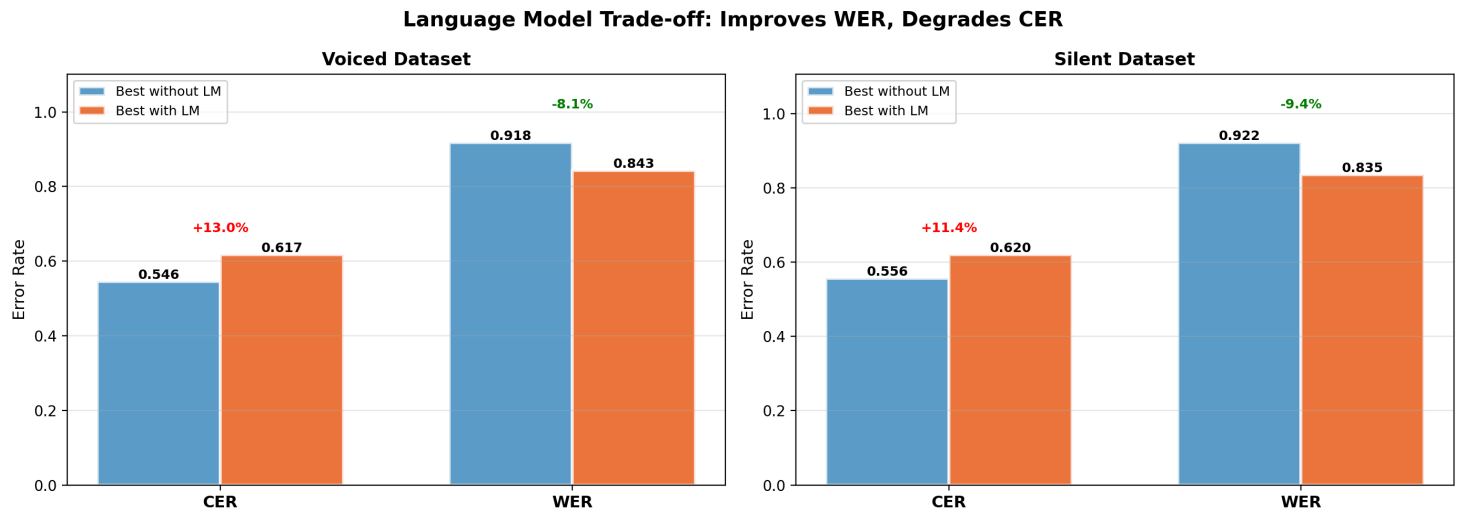 Language Model Trade-off: Improves WER, Degrades CER
Voiced Dataset
Best without LM
Best with LM
Error Rate
1.0
0.8
0.6
0.4
0.2
0.0
+13.0%
0.546
0.617
-8.1%
0.918
0.843
CER
WER
Silent Dataset
Best without LM
Best with LM
Error Rate
1.0
0.8
0.6
0.4
0.2
0.0
+11.4%
0.556
0.620
-9.4%
0.922
0.835
CER
WER